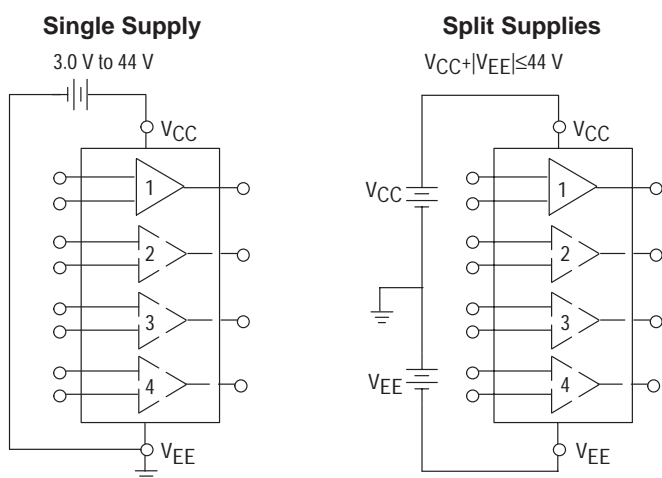 Single Supply
3.0 V to 44 V
VCC
1
2
3
4
VEE
Split Supplies
VCC+|VEE|≤44 V
VCC
VCC
1
2
3
VEE
4
VEE